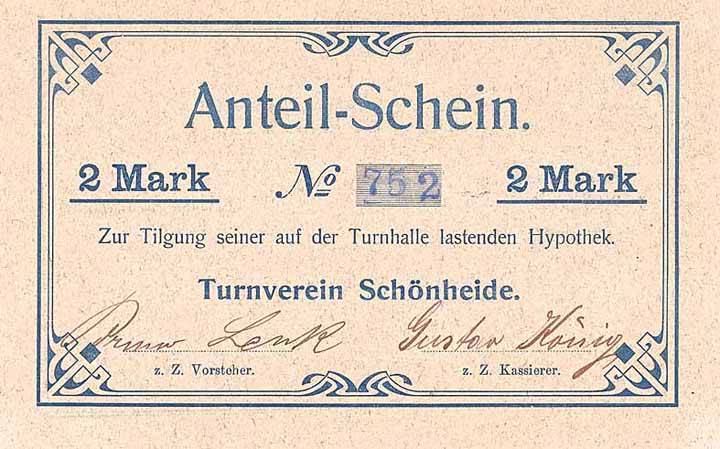 Anteil-Schein.
2 Mark № 752 2 Mark
Zur Tilgung seiner auf der Turnhalle lastenden Hypothek.
Turnverein Schönheide.
Lenk Gustav König
z. Z. Vorsteher. z. Z. Kassierer.